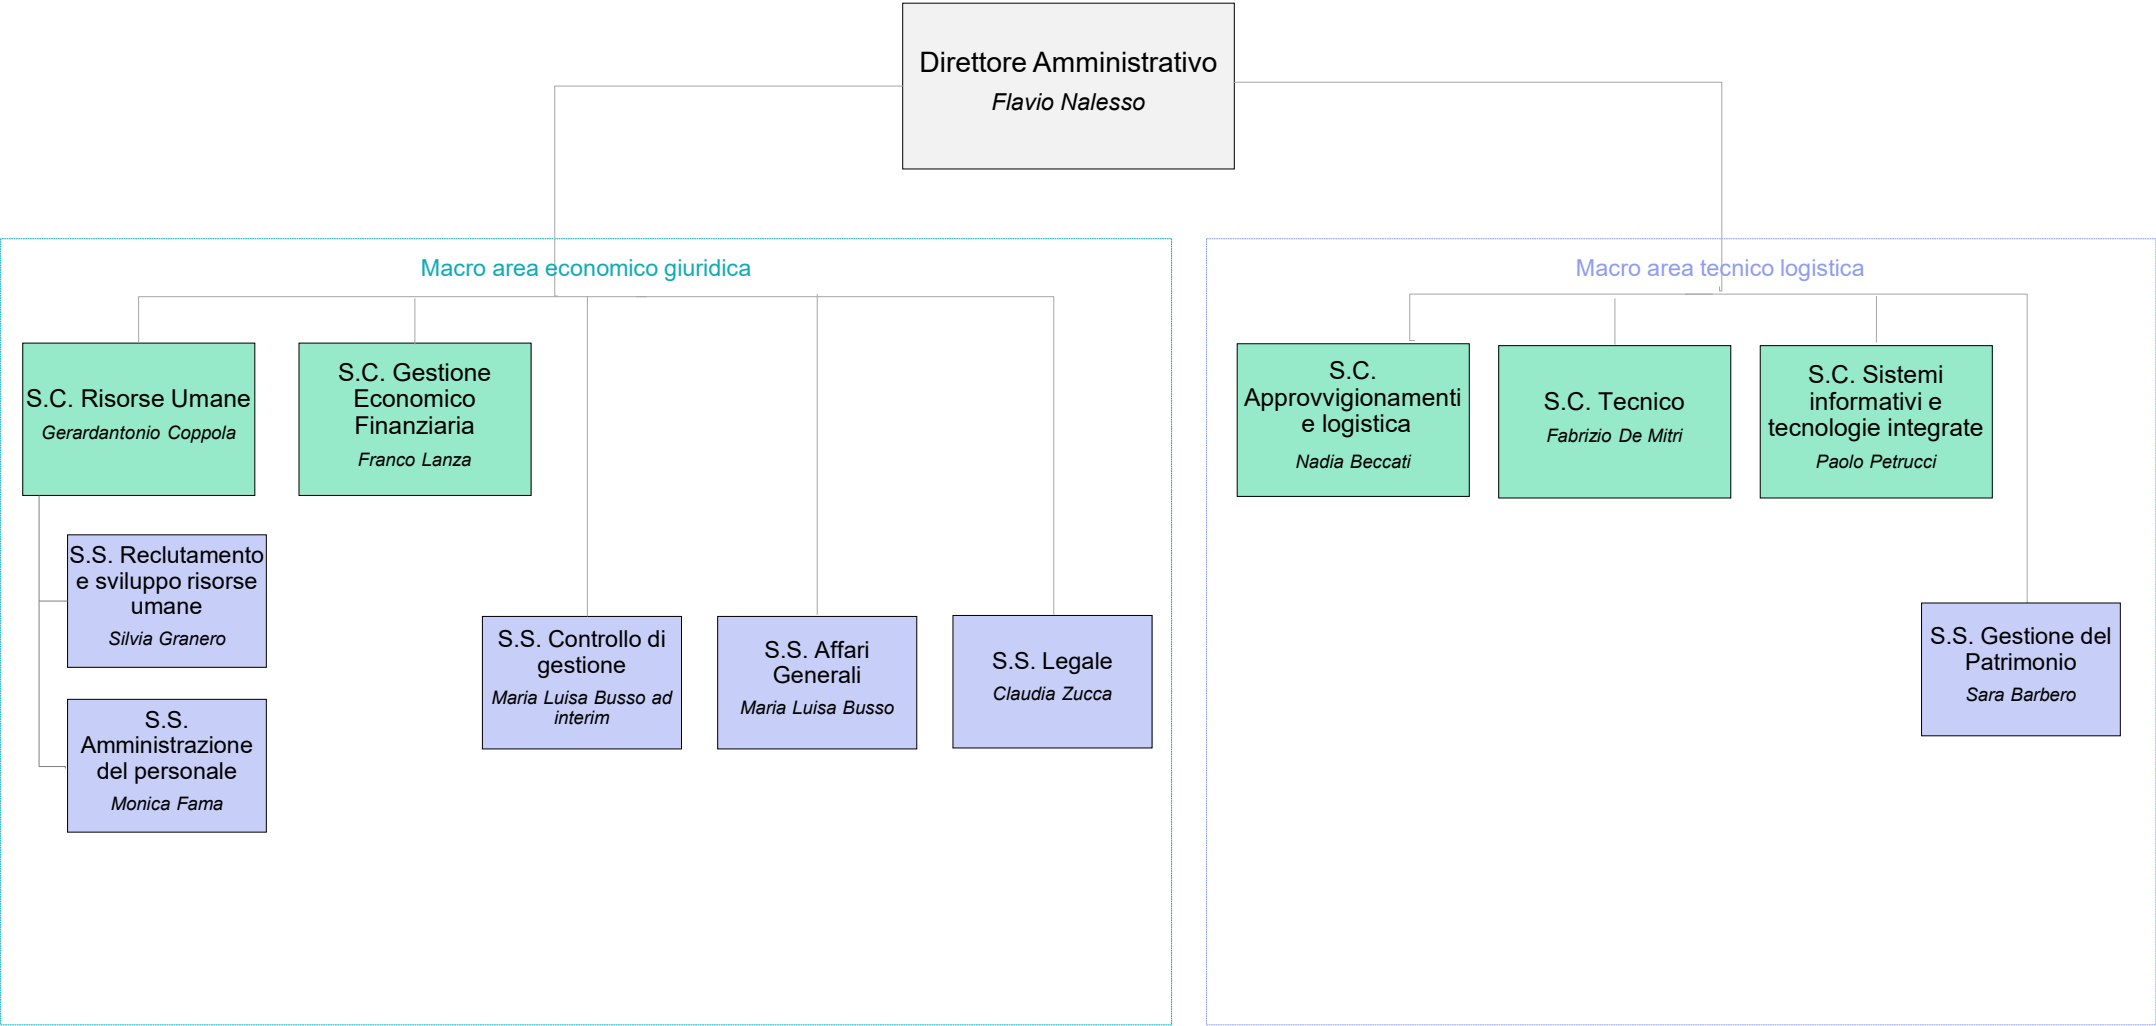 Direttore Amministrativo
Flavio Nalesso
Macro area economico giuridica
S.C. Risorse Umane
Gerardantonio Coppola
S.C. Gestione
Economico
Finanziaria
Franco Lanza
S.S. Reclutamento
e sviluppo risorse
umane
Silvia Granero
S.S.
Amministrazione
del personale
Monica Fama
S.S. Controllo di
gestione
Maria Luisa Busso ad
interim
S.S. Affari
Generali
Maria Luisa Busso
S.S. Legale
Claudia Zucca
Macro area tecnico logistica
S.C.
Approvvigionamenti
e logistica
Nadia Beccati
S.C. Tecnico
Fabrizio De Mitri
S.C. Sistemi
informativi e
tecnologie integrate
Paolo Petrucci
S.S. Gestione del
Patrimonio
Sara Barbero